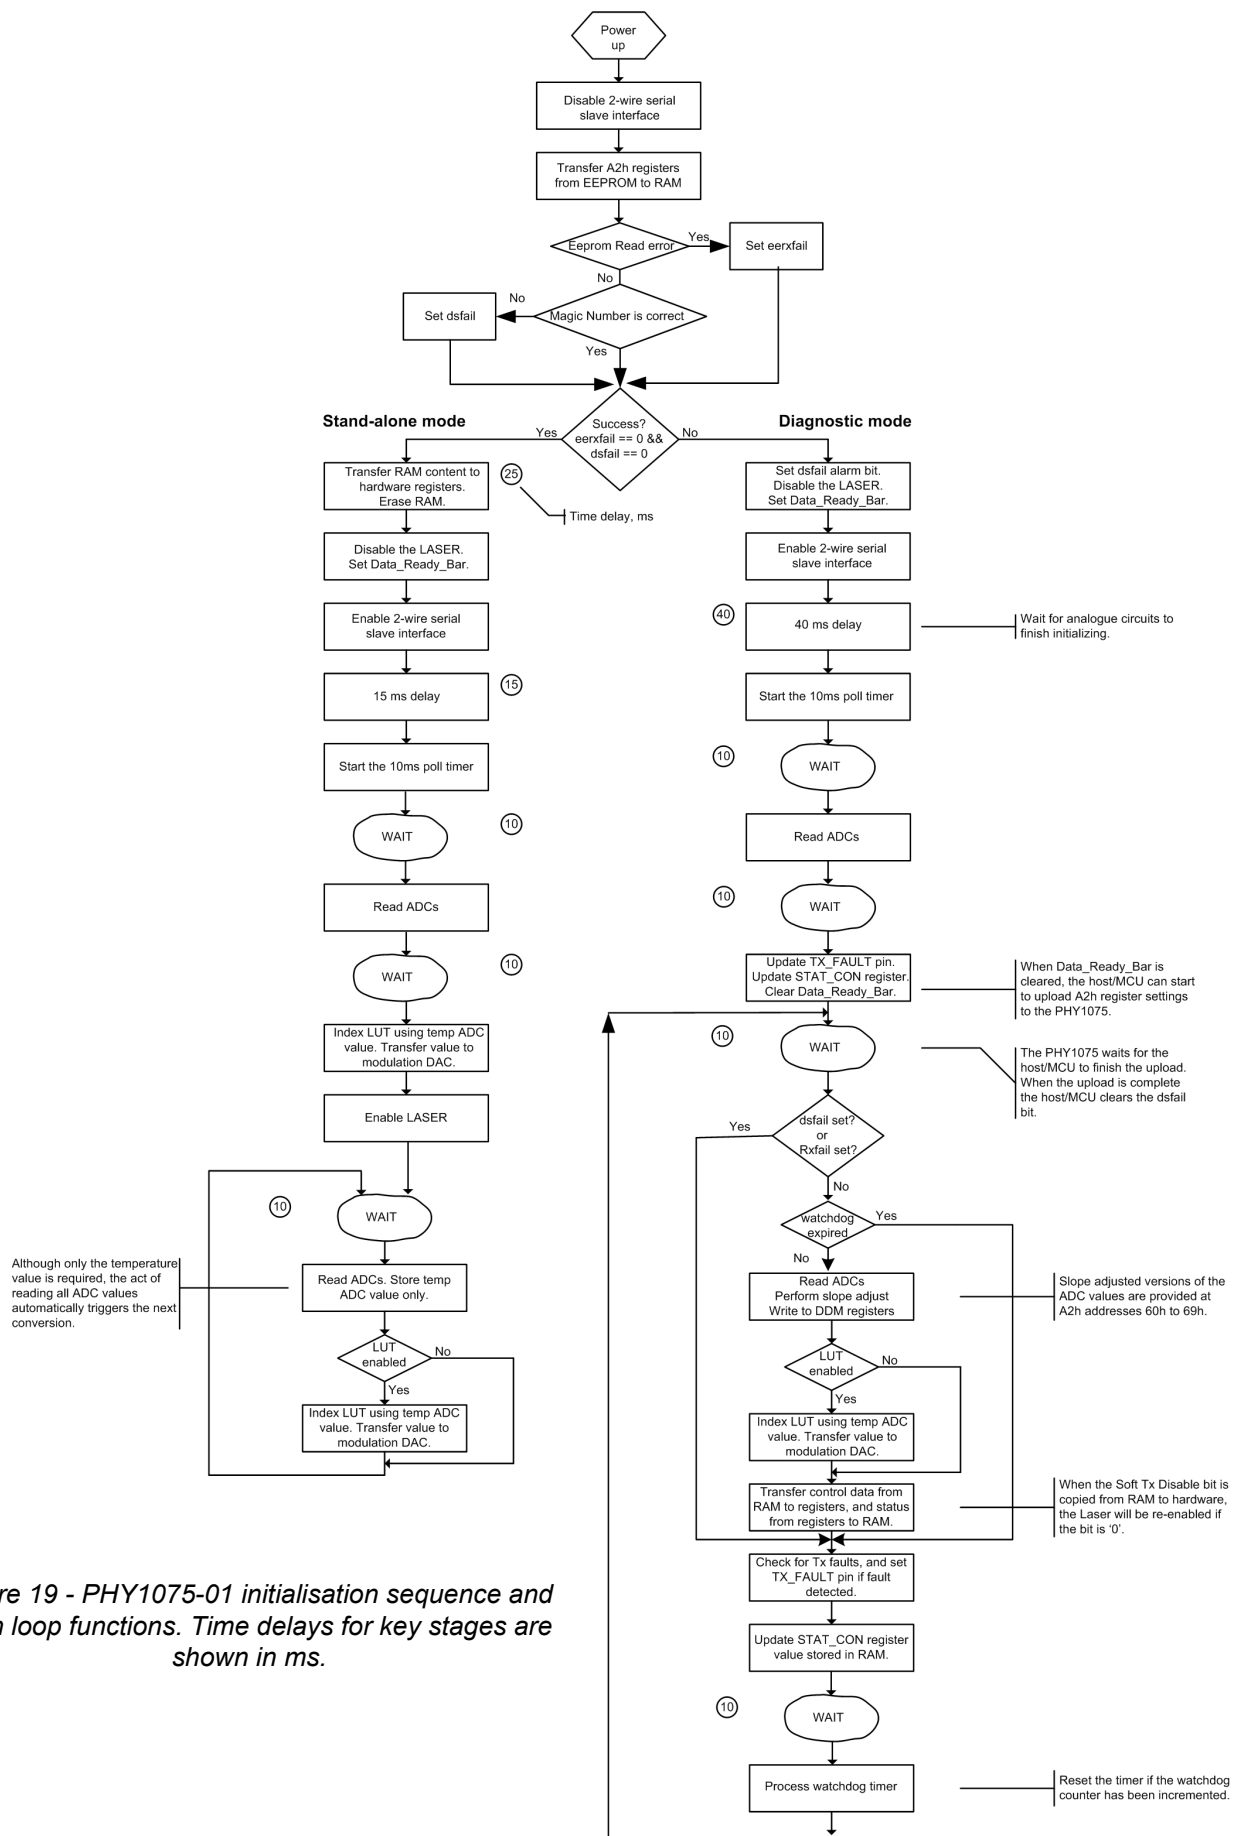 Power
up
Disable 2-wire serial
slave interface
Transfer A2h registers
from EEPROM to RAM
Eeprom Read error
Yes
Set eerxfail
No
Set dsfail
No
Magic Number is correct
Yes
Stand-alone mode
Diagnostic mode
Yes
Success?
eerxfail == 0 &&
dsfail == 0
No
Transfer RAM content to
hardware registers.
Erase RAM.
25
Time delay, ms
Disable the LASER.
Set Data_Ready_Bar.
Enable 2-wire serial
slave interface
15 ms delay
15
Start the 10ms poll timer
WAIT
10
Read ADCs
WAIT
10
Index LUT using temp ADC
value. Transfer value to
modulation DAC.
Enable LASER
10
WAIT
Although only the temperature
value is required, the act of
reading all ADC values
automatically triggers the next
conversion.
Read ADCs. Store temp
ADC value only.
LUT
enabled
No
Yes
Index LUT using temp ADC
value. Transfer value to
modulation DAC.
Set dsfail alarm bit.
Disable the LASER.
Set Data_Ready_Bar.
Enable 2-wire serial
slave interface
40
40 ms delay
Wait for analogue circuits to
finish initializing.
Start the 10ms poll timer
10
WAIT
Read ADCs
10
WAIT
Update TX_FAULT pin.
Update STAT_CON register.
Clear Data_Ready_Bar.
When Data_Ready_Bar is
cleared, the host/MCU can start
to upload A2h register settings
to the PHY1075.
10
WAIT
The PHY1075 waits for the
host/MCU to finish the upload.
When the upload is complete
the host/MCU clears the dsfail
bit.
Yes
dsfail set?
or
Rxfail set?
No
watchdog
expired
Yes
No
Read ADCs
Perform slope adjust
Write to DDM registers
Slope adjusted versions of the
ADC values are provided at
A2h addresses 60h to 69h.
LUT
enabled
No
Yes
Index LUT using temp ADC
value. Transfer value to
modulation DAC.
Transfer control data from
RAM to registers, and status
from registers to RAM.
When the Soft Tx Disable bit is
copied from RAM to hardware,
the Laser will be re-enabled if
the bit is ‘0’.
Check for Tx faults, and set
TX_FAULT pin if fault
detected.
Update STAT_CON register
value stored in RAM.
10
WAIT
Process watchdog timer
Reset the timer if the watchdog
counter has been incremented.
re 19 - PHY1075-01 initialisation sequence and
loop functions. Time delays for key stages are
shown in ms.